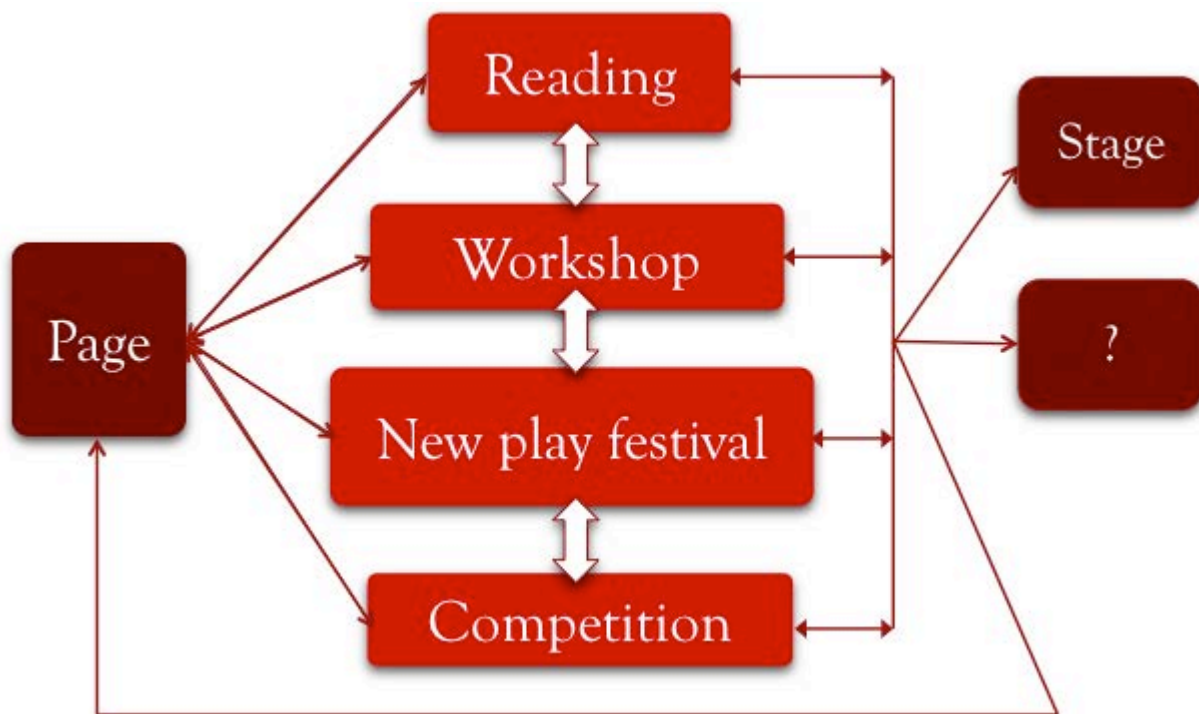 Reading
Stage
Workshop
Page
?
New play festival
Competition